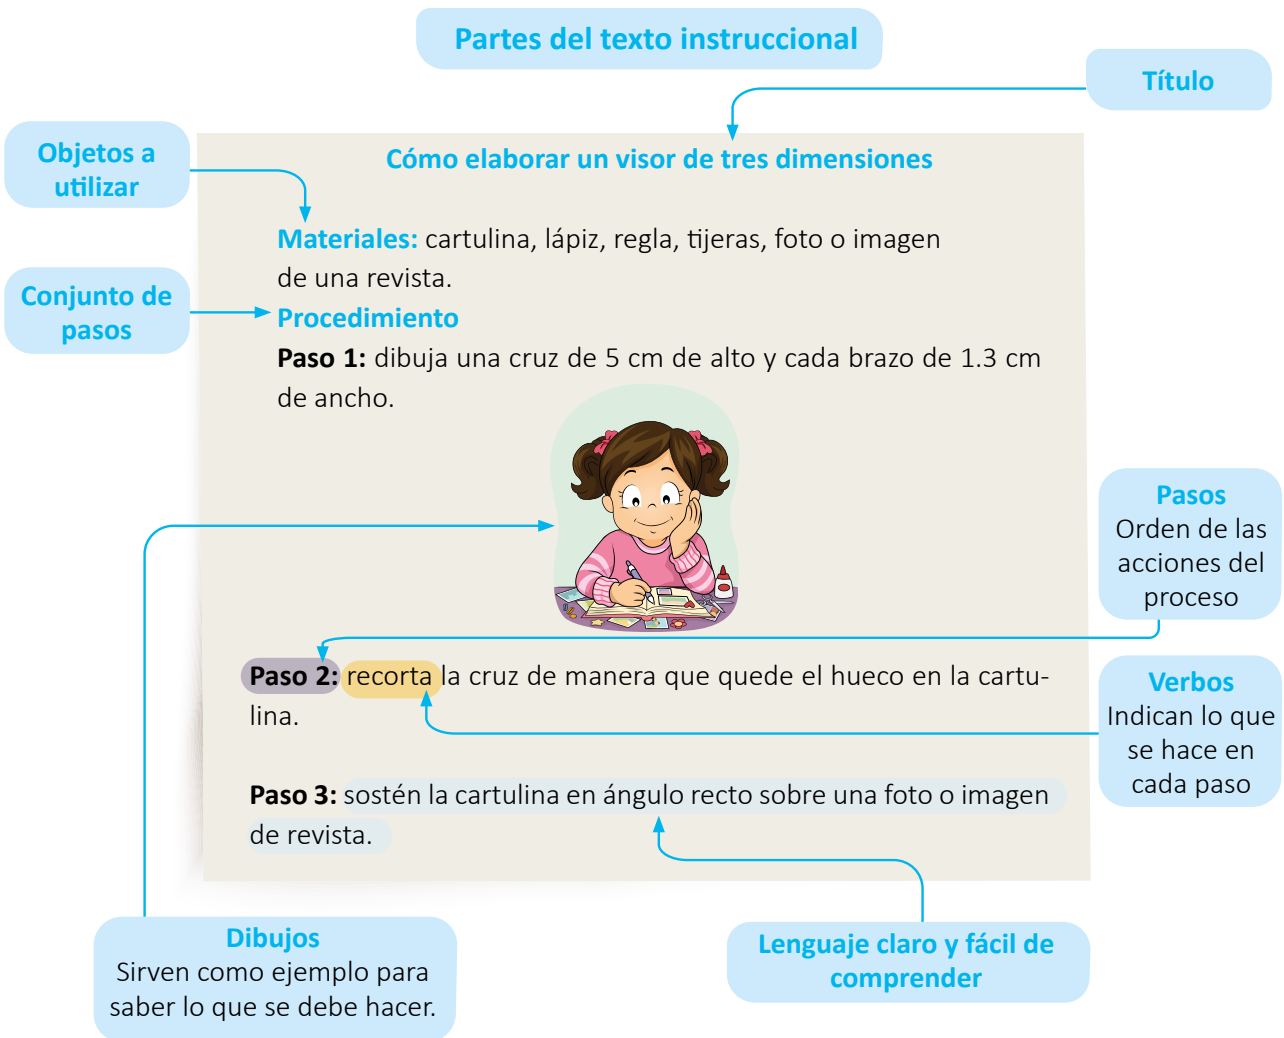 Partes del texto instruccional
Título
Objetos a
utilizar
Cómo elaborar un visor de tres dimensiones
Materiales: cartulina, lápiz, regla, tijeras, foto o imagen
de una revista.
Conjunto de
pasos
Procedimiento
Paso 1: dibuja una cruz de 5 cm de alto y cada brazo de 1.3 cm
de ancho.
Pasos
Orden de las
acciones del
proceso
Paso 2: recorta la cruz de manera que quede el hueco en la cartu-
lina.
Verbos
Indican lo que
se hace en
cada paso
Paso 3: sostén la cartulina en ángulo recto sobre una foto o imagen
de revista.
Dibujos
Sirven como ejemplo para
saber lo que se debe hacer.
Lenguaje claro y fácil de
comprender